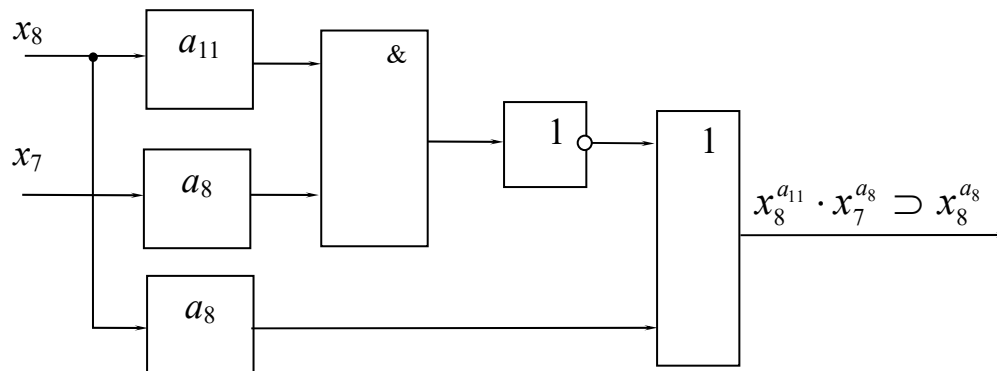 x₈
a₁₁
&
1
1
x₇
a₈
x₈^{a₁₁} · x₇^{a₈} ⊃ x₈^{a₈}
a₈